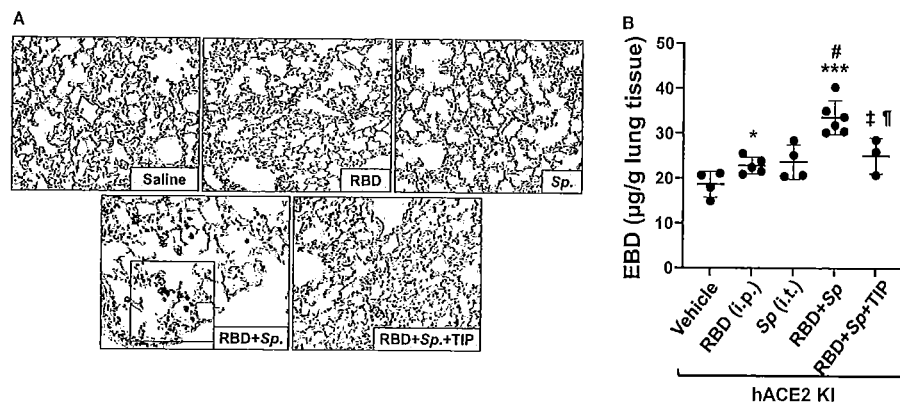 A
Saline
RBD
Sp.
RBD+Sp.
RBD+Sp.+TIP
B
EBD (µg/g lung tissue)
50
40
30
20
10
0
*
#
***
‡ ¶
Vehicle
RBD (i.p.)
Sp (i.t.)
RBD+Sp
RBD+Sp+TIP
hACE2 KI